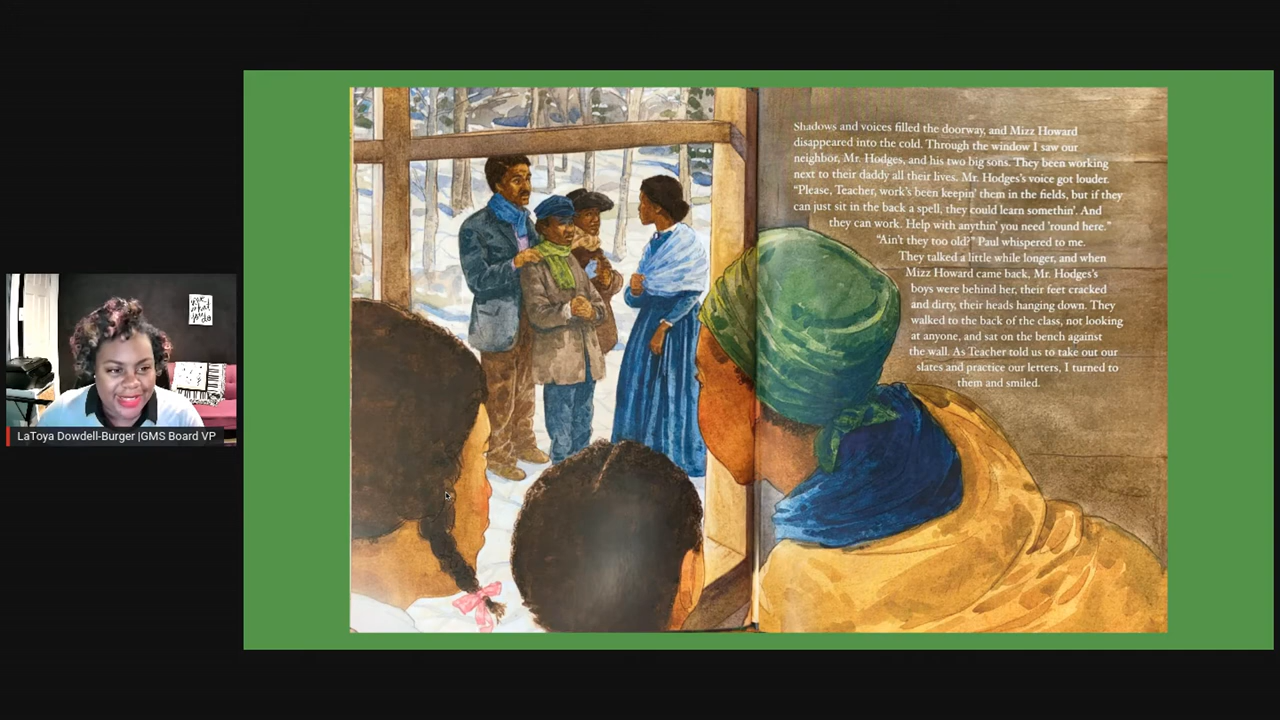 Shadows and voices filled the doorway, and Mizz Howard
disappeared into the cold. Through the window I saw our
neighbor, Mr. Hodges, and his two big sons. They been working
next to their daddy all their lives. Mr. Hodges's voice got louder.
"Please, Teacher, work's been keepin' them in the fields, but if they
can just sit in the back a spell, they could learn somethin'. And
they can work. Help with anythin' you need 'round here."
"Ain't they too old?" Paul whispered to me.
They talked a little while longer, and when
Mizz Howard came back, Mr. Hodges's
boys were behind her, their feet cracked
and dirty, their heads hanging down. They
walked to the back of the class, not looking
at anyone, and sat on the bench against
the wall. As Teacher told us to take out our
slates and practice our letters, I turned to
them and smiled.
LaToya Dowdell-Burger |GMS Board VP